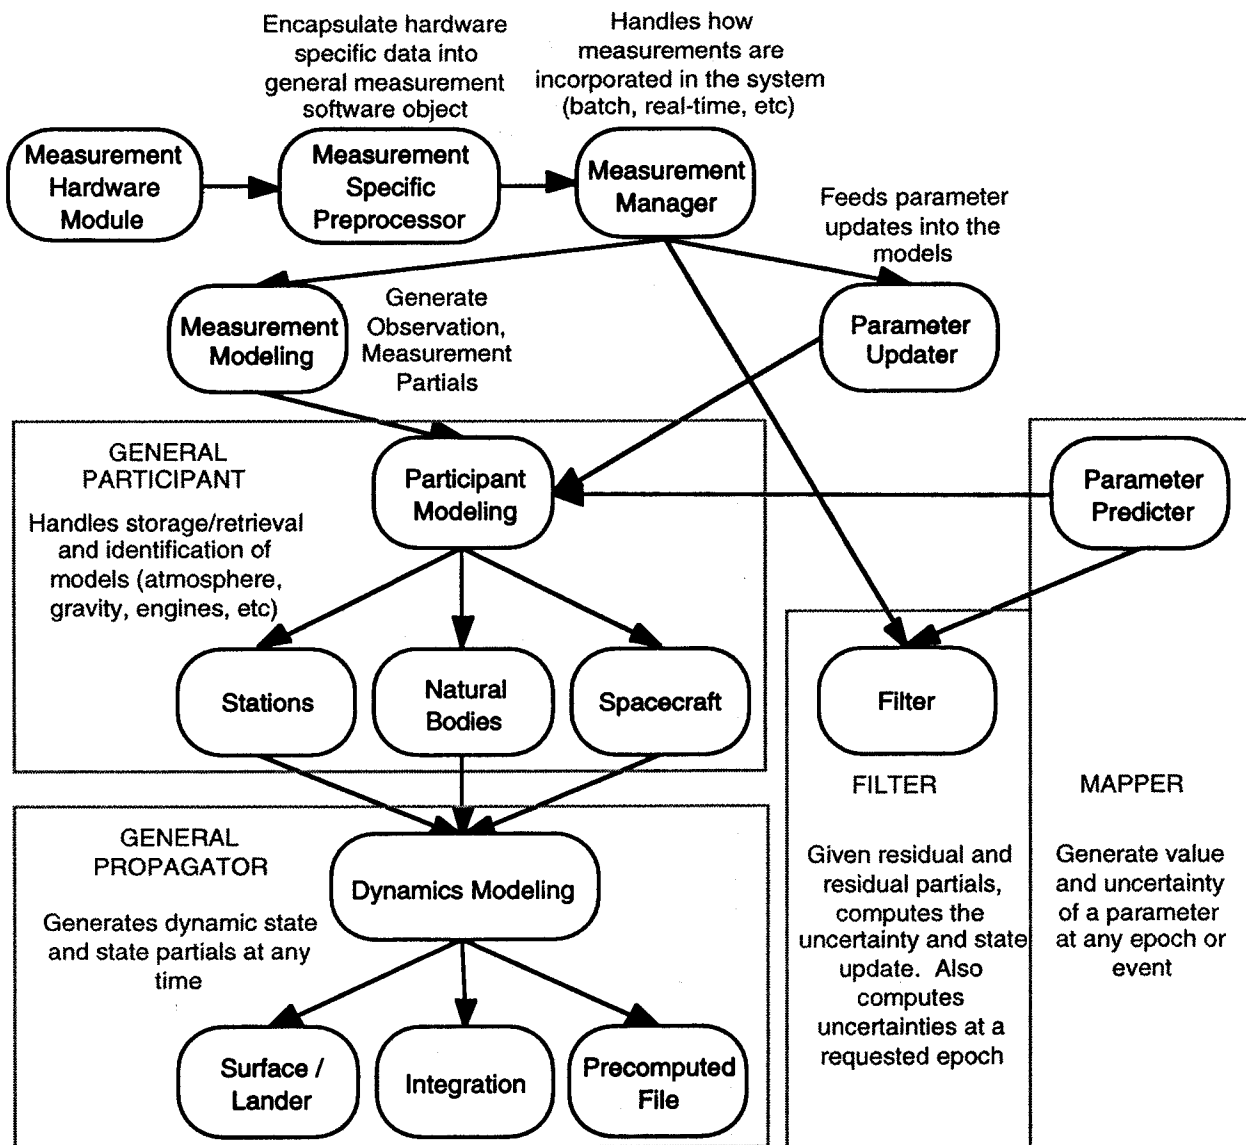 Encapsulate hardware
specific data into
general measurement
software object
Handles how
measurements are
incorporated in the system
(batch, real-time, etc)
Measurement
Hardware
Module
Measurement
Specific
Preprocessor
Measurement
Manager
Feeds parameter
updates into the
models
Measurement
Modeling
Generate
Observation,
Measurement
Partials
Parameter
Updater
GENERAL
PARTICIPANT
Handles storage/retrieval
and identification of
models (atmosphere,
gravity, engines, etc)
Participant
Modeling
Parameter
Predicter
Stations
Natural
Bodies
Spacecraft
Filter
FILTER
Given residual and
residual partials,
computes the
uncertainty and state
update. Also
computes
uncertainties at a
requested epoch
MAPPER
Generate value
and uncertainty
of a parameter
at any epoch or
event
GENERAL
PROPAGATOR
Generates dynamic state
and state partials at any
time
Dynamics Modeling
Surface /
Lander
Integration
Precomputed
File